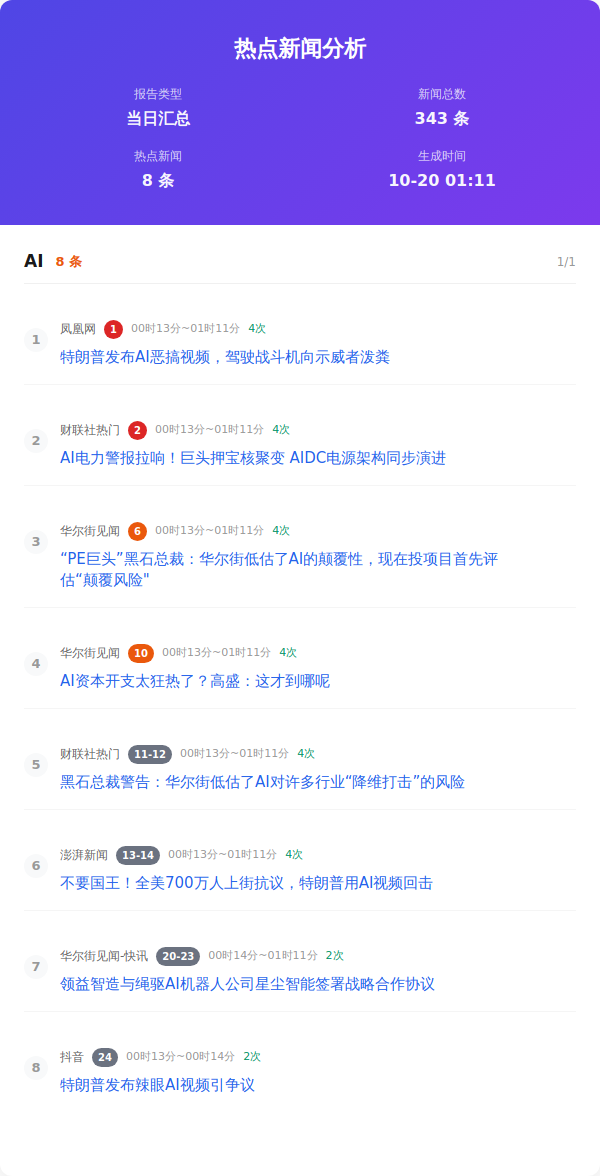 热点新闻分析
报告类型
新闻总数
当日汇总
343 条
热点新闻
生成时间
8 条
10-20 01:11
AI 8 条 1/1
1
凤凰网 1 00时13分~01时11分 4次
特朗普发布AI恶搞视频，驾驶战斗机向示威者泼粪
2
财联社热门 2 00时13分~01时11分 4次
AI电力警报拉响！巨头押宝核聚变 AIDC电源架构同步演进
3
华尔街见闻 6 00时13分~01时11分 4次
“PE巨头”黑石总裁：华尔街低估了AI的颠覆性，现在投项目首先评
估“颠覆风险"
4
华尔街见闻 10 00时13分~01时11分 4次
AI资本开支太狂热了？高盛：这才到哪呢
5
财联社热门 11-12 00时13分~01时11分 4次
黑石总裁警告：华尔街低估了AI对许多行业“降维打击”的风险
6
澎湃新闻 13-14 00时13分~01时11分 4次
不要国王！全美700万人上街抗议，特朗普用AI视频回击
7
华尔街见闻-快讯 20-23 00时14分~01时11分 2次
领益智造与绳驱AI机器人公司星尘智能签署战略合作协议
8
抖音 24 00时13分~00时14分 2次
特朗普发布辣眼AI视频引争议